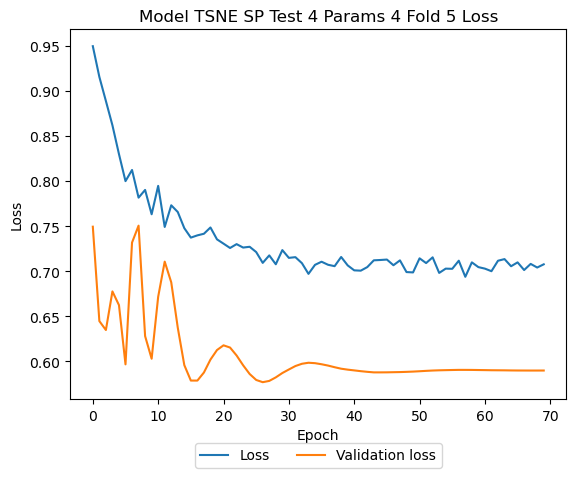 Model TSNE SP Test 4 Params 4 Fold 5 Loss
Loss
0.95
0.90
0.85
0.80
0.75
0.70
0.65
0.60
0 10 20 30 40 50 60 70
Epoch
Loss Validation loss